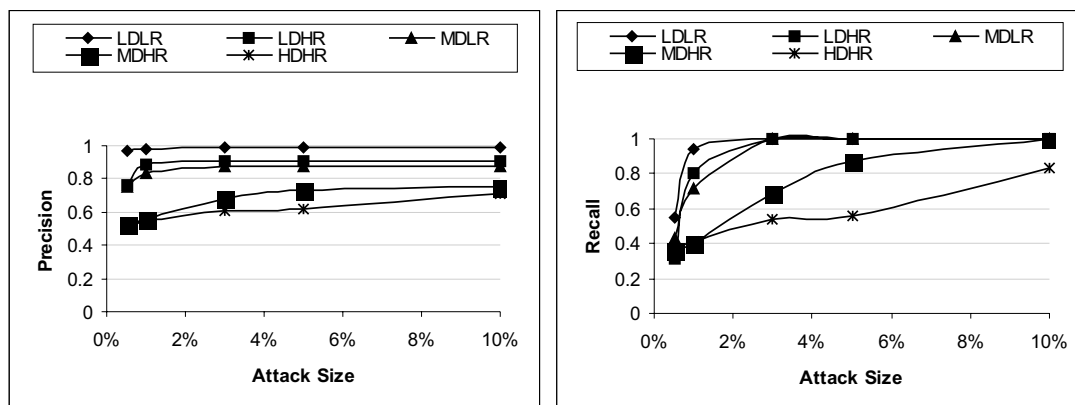 LDLR LDHR MDLR
MDHR HDHR
1
0.8
0.6
0.4
0.2
0
Precision
0% 2% 4% 6% 8% 10%
Attack Size
LDLR LDHR MDLR
MDHR HDHR
1
0.8
0.6
0.4
0.2
0
Recall
0% 2% 4% 6% 8% 10%
Attack Size